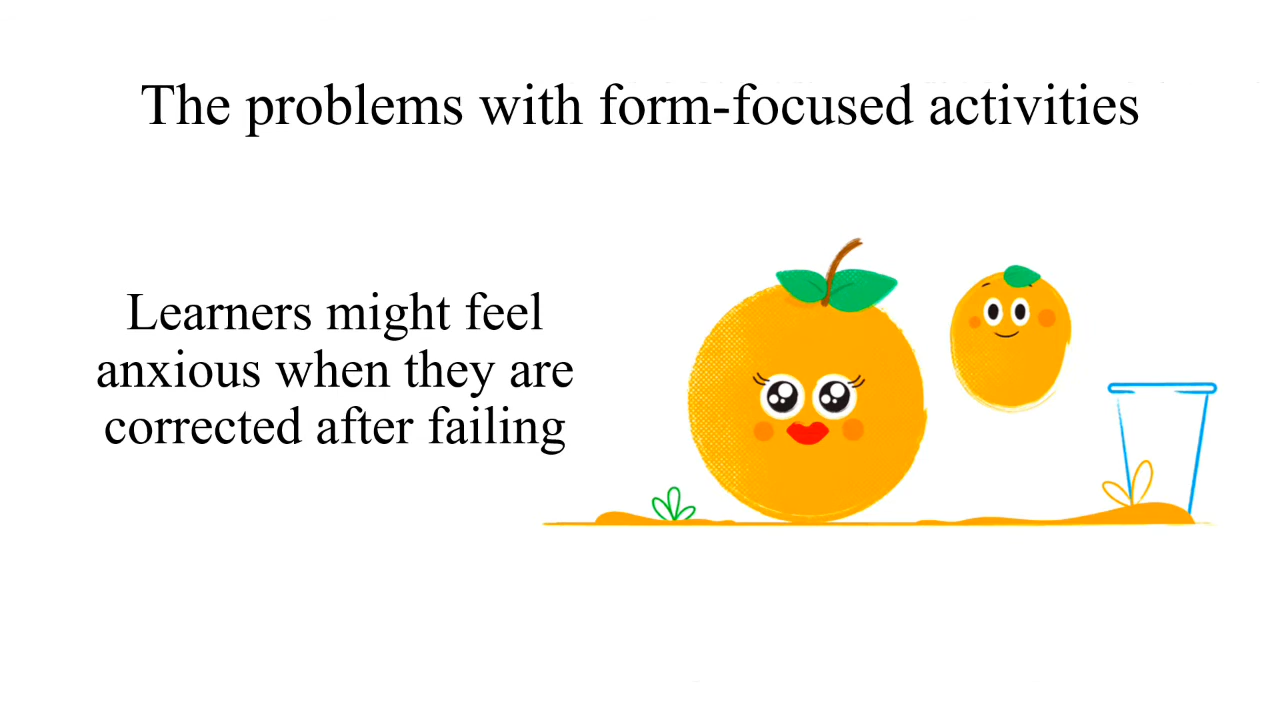 The problems with form-focused activities
Learners might feel
anxious when they are
corrected after failing